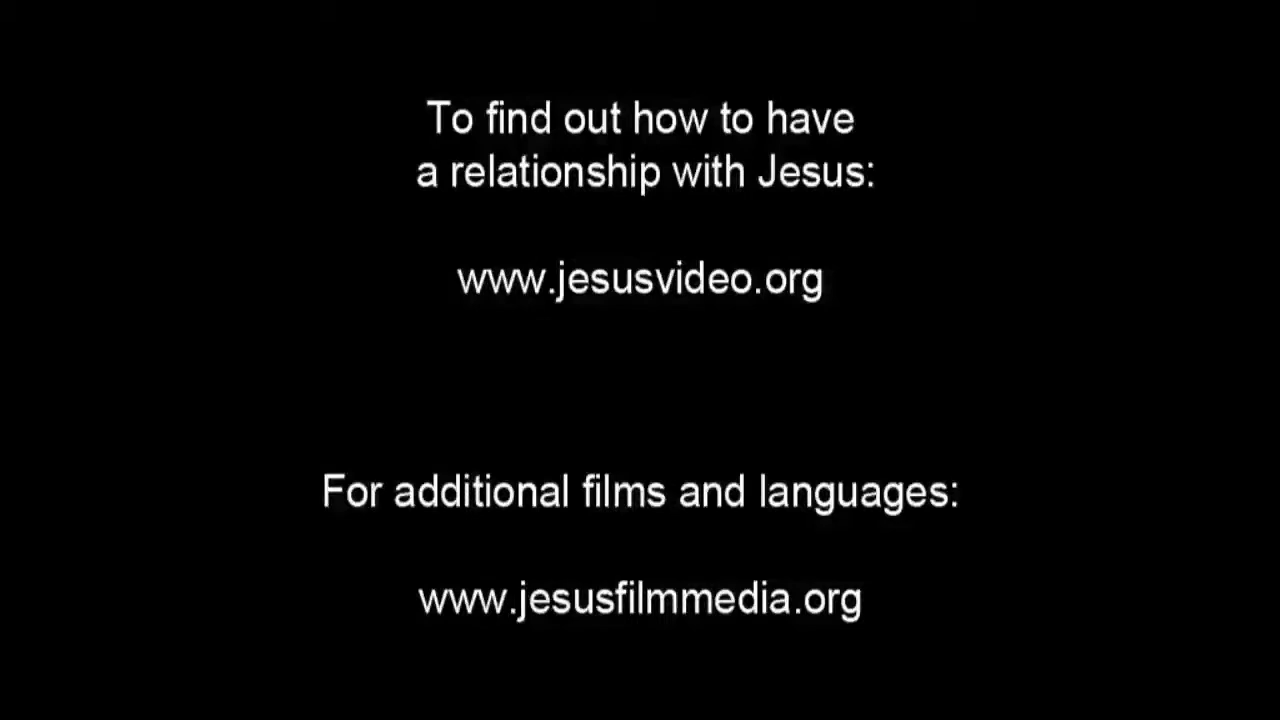 To find out how to have
a relationship with Jesus:
www.jesusvideo.org
For additional films and languages:
www.jesusfilmmedia.org